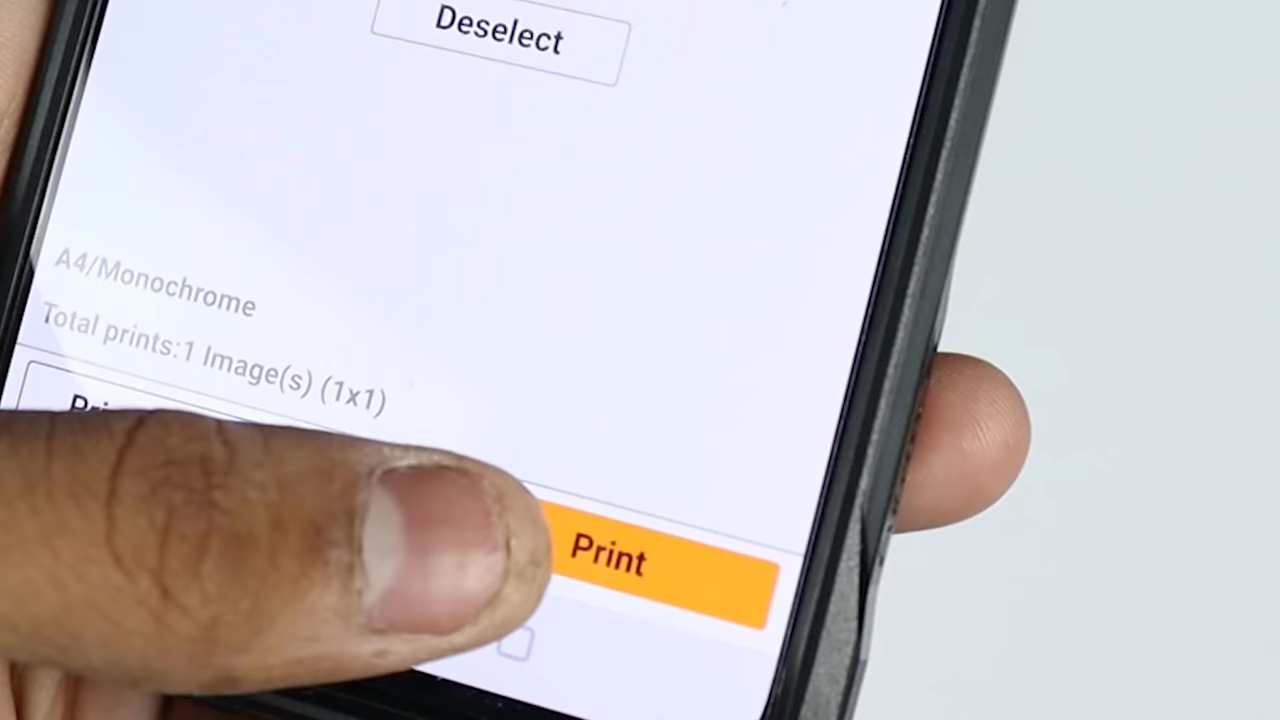 Deselect
A4/Monochrome
Total prints:1 Image(s) (1x1)
Print